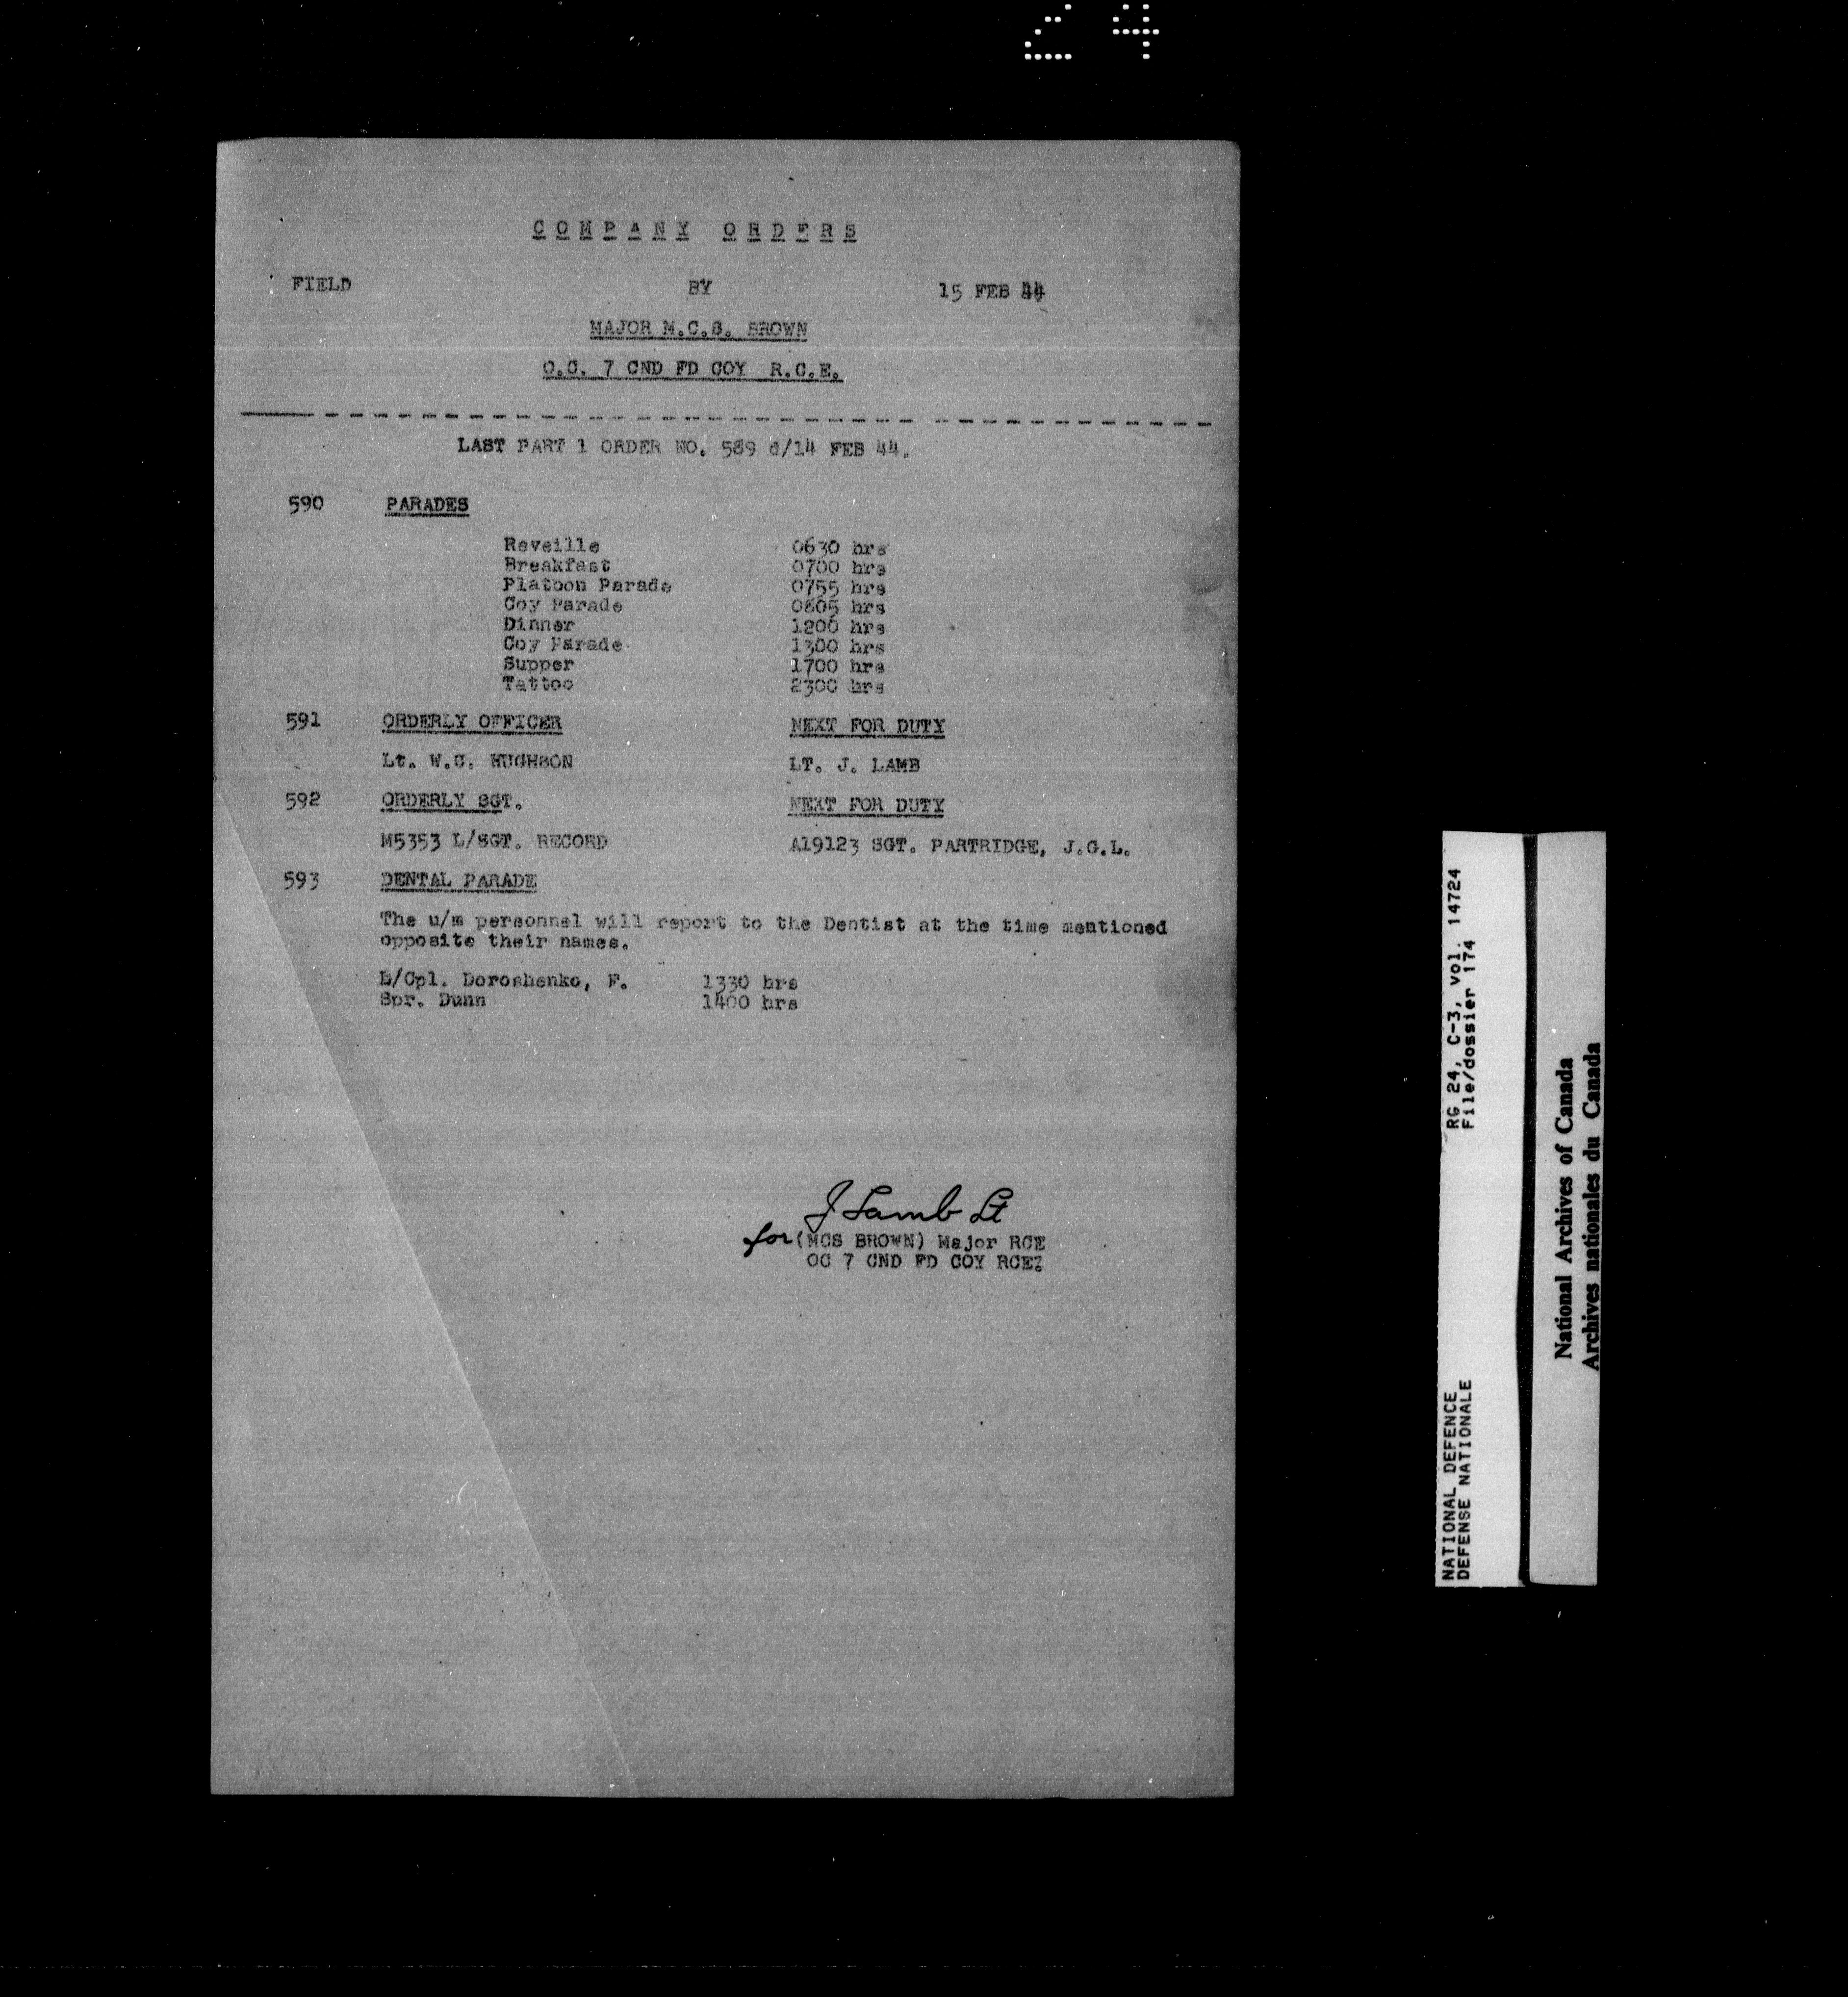 24
COMPANY ORDERS
FIELD BY 15 FEB 44
MAJOR M.C.S. BROWN
O.C. 7 CND FD COY R.C.E.
LAST PART 1 ORDER NO. 589 d/14 FEB 44.
590 PARADES
Reveille 0630 hrs
Breakfast 0700 hrs
Platoon Parade 0755 hrs
Coy Parade 0805 hrs
Dinner 1200 hrs
Coy Parade 1300 hrs
Supper 1700 hrs
Tattoo 2300 hrs
591 ORDERLY OFFICER NEXT FOR DUTY
Lt. W.C. HUGHSON LT. J. LAMB
592 ORDERLY SGT. NEXT FOR DUTY
M5353 L/SGT. RECORD A19123 SGT. PARTRIDGE, J.G.L.
593 DENTAL PARADE
The u/m personnel will report to the Dentist at the time mentioned
opposite their names.
L/Cpl. Doroshenko, F. 1330 hrs
Spr. Dunn 1400 hrs
J Lamb Lt
for (MCS BROWN) Major RCE
OC 7 CND FD COY RCE.
NATIONAL DEFENCE RG 24, C-3, vol. 14724
DEFENSE NATIONALE File/dossier 174
National Archives of Canada
Archives nationales du Canada